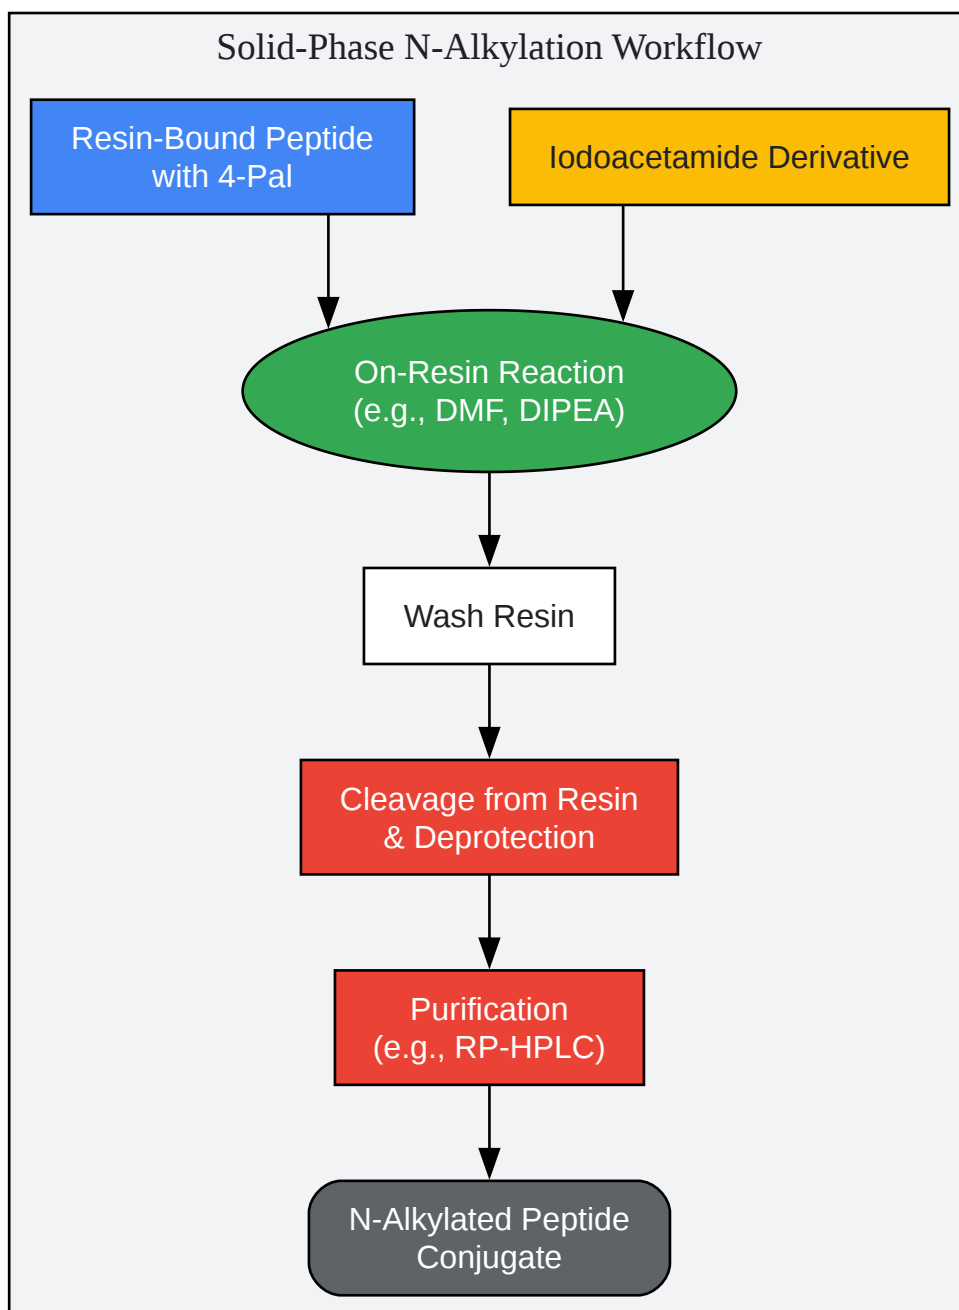 Solid-Phase N-Alkylation Workflow
Resin-Bound Peptide
with 4-Pal
Iodoacetamide Derivative
On-Resin Reaction
(e.g., DMF, DIPEA)
Wash Resin
Cleavage from Resin
& Deprotection
Purification
(e.g., RP-HPLC)
N-Alkylated Peptide
Conjugate